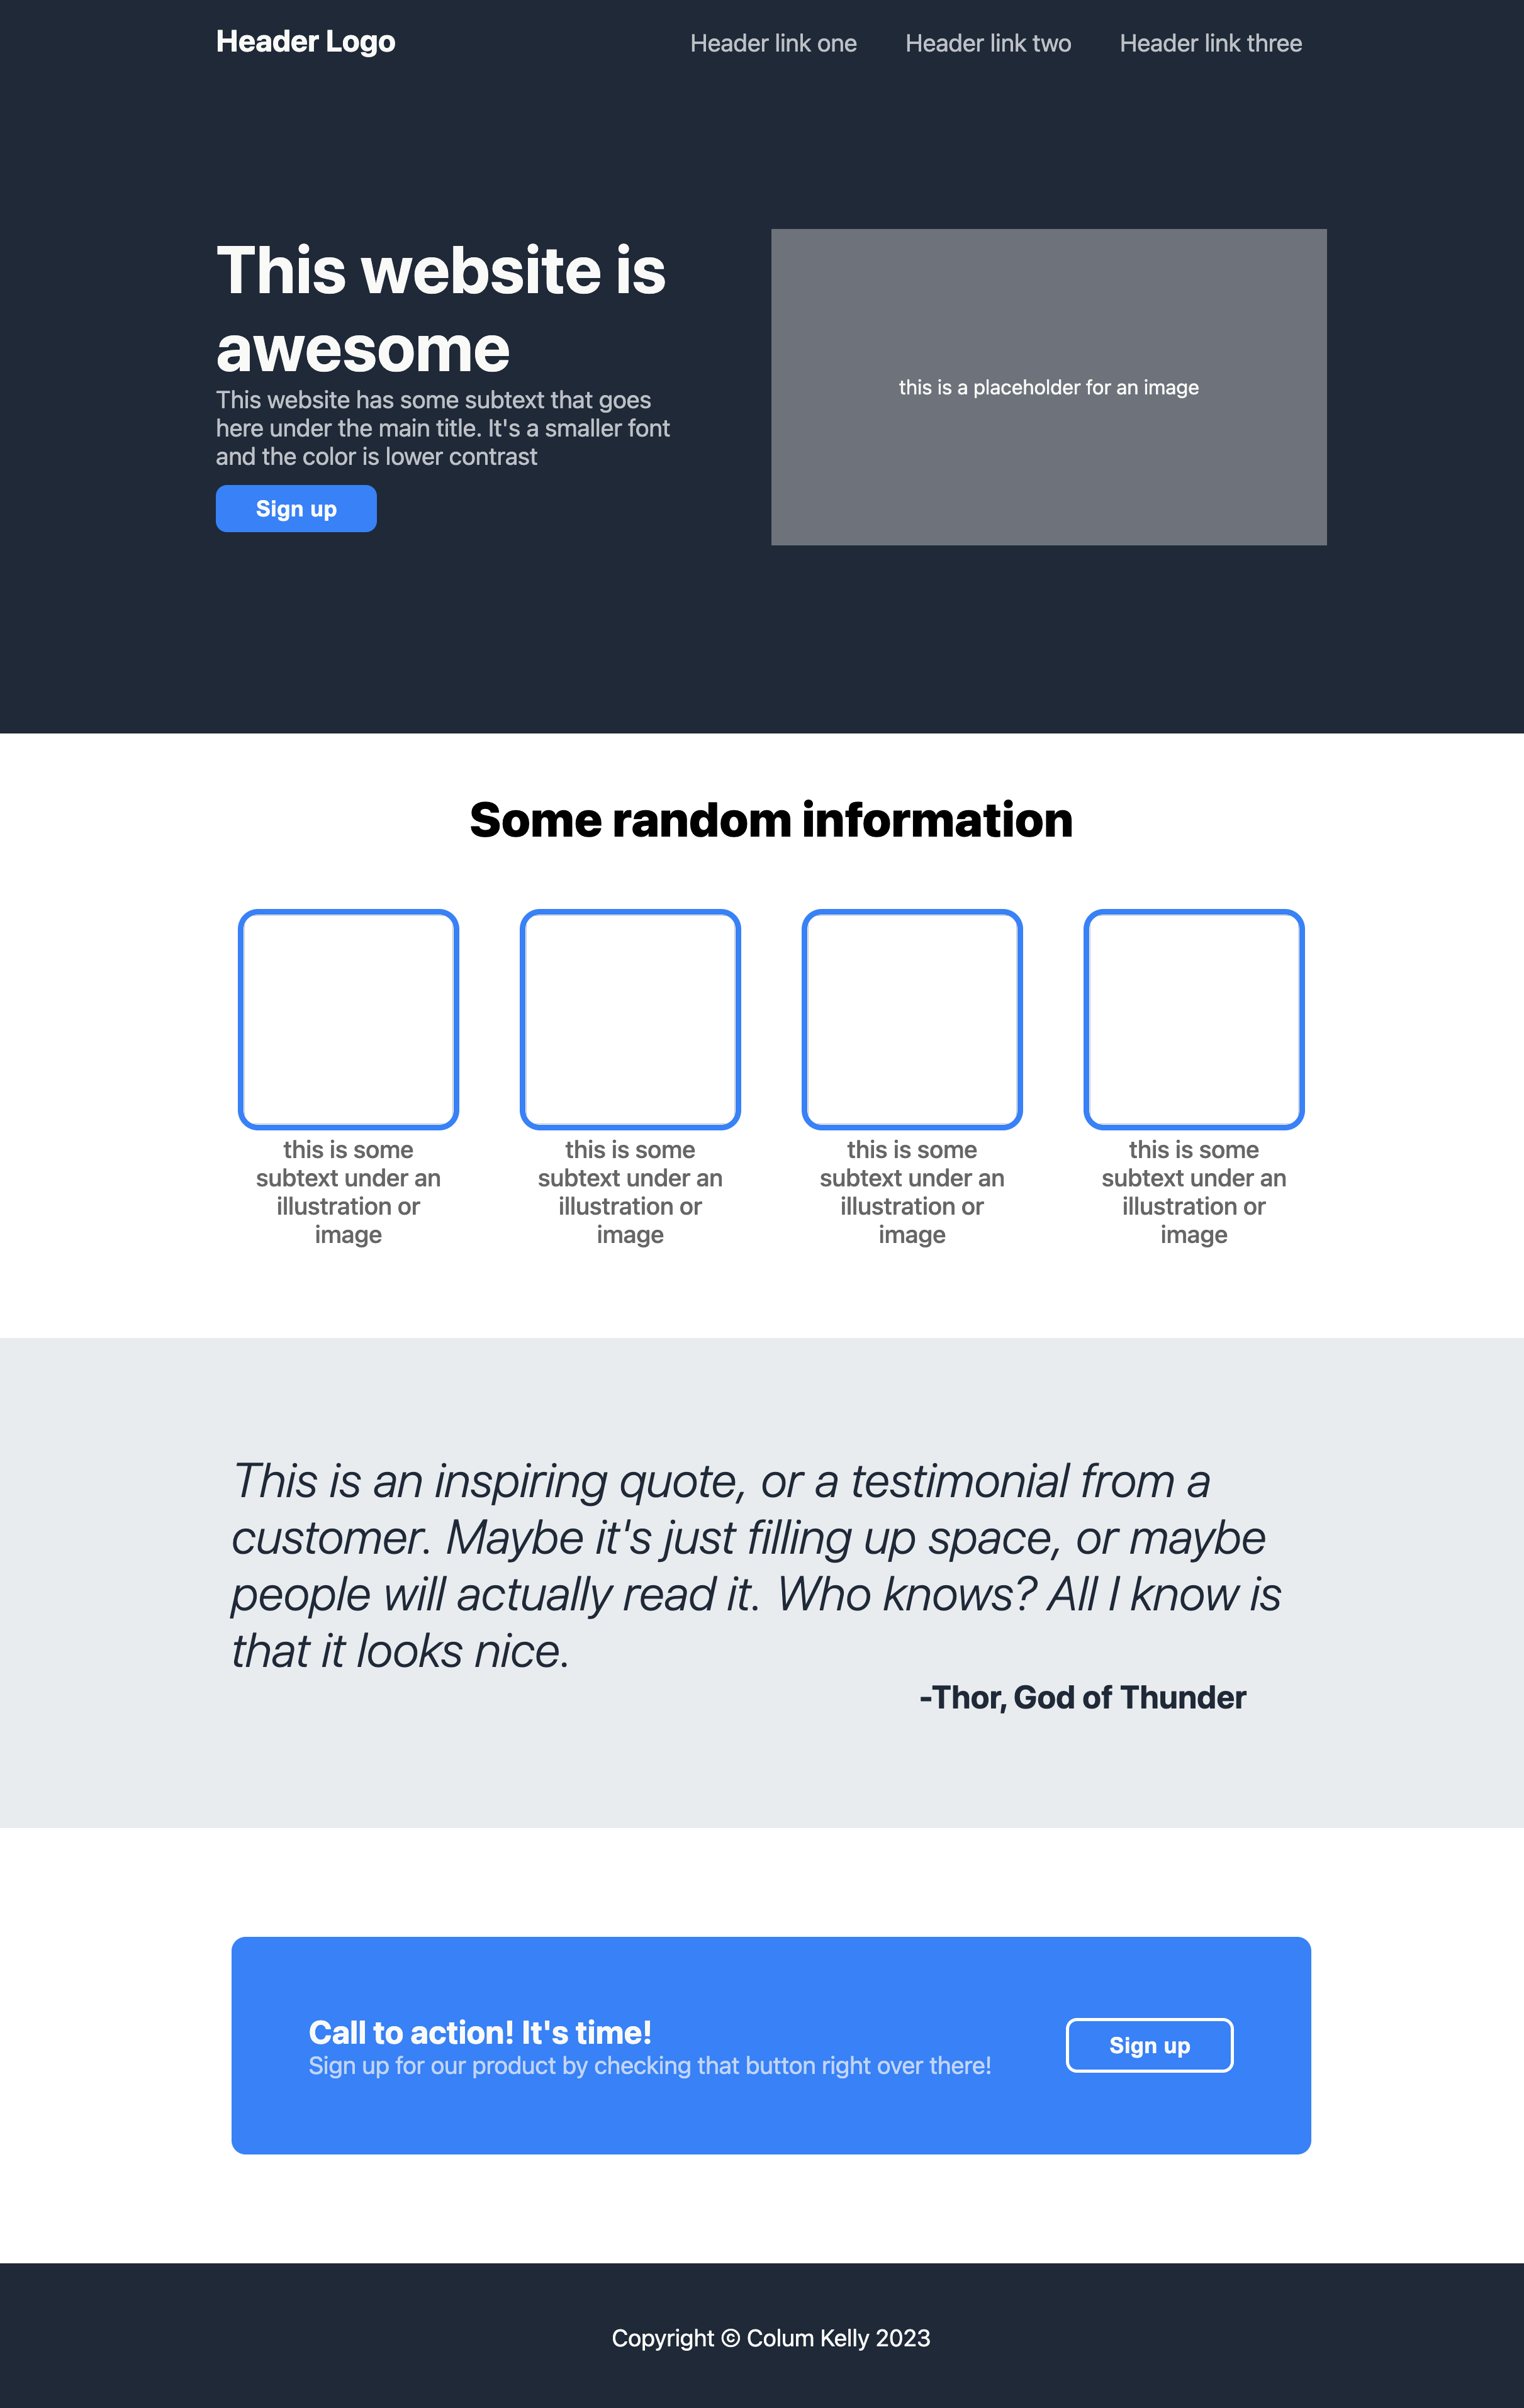 Header Logo
Header link one
Header link two
Header link three
This website is
awesome
This website has some subtext that goes
here under the main title. It's a smaller font
and the color is lower contrast
Sign up
this is a placeholder for an image
Some random information
this is some
subtext under an
illustration or
image
this is some
subtext under an
illustration or
image
this is some
subtext under an
illustration or
image
this is some
subtext under an
illustration or
image
This is an inspiring quote, or a testimonial from a
customer. Maybe it's just filling up space, or maybe
people will actually read it. Who knows? All I know is
that it looks nice.
-Thor, God of Thunder
Call to action! It's time!
Sign up for our product by checking that button right over there!
Sign up
Copyright © Colum Kelly 2023